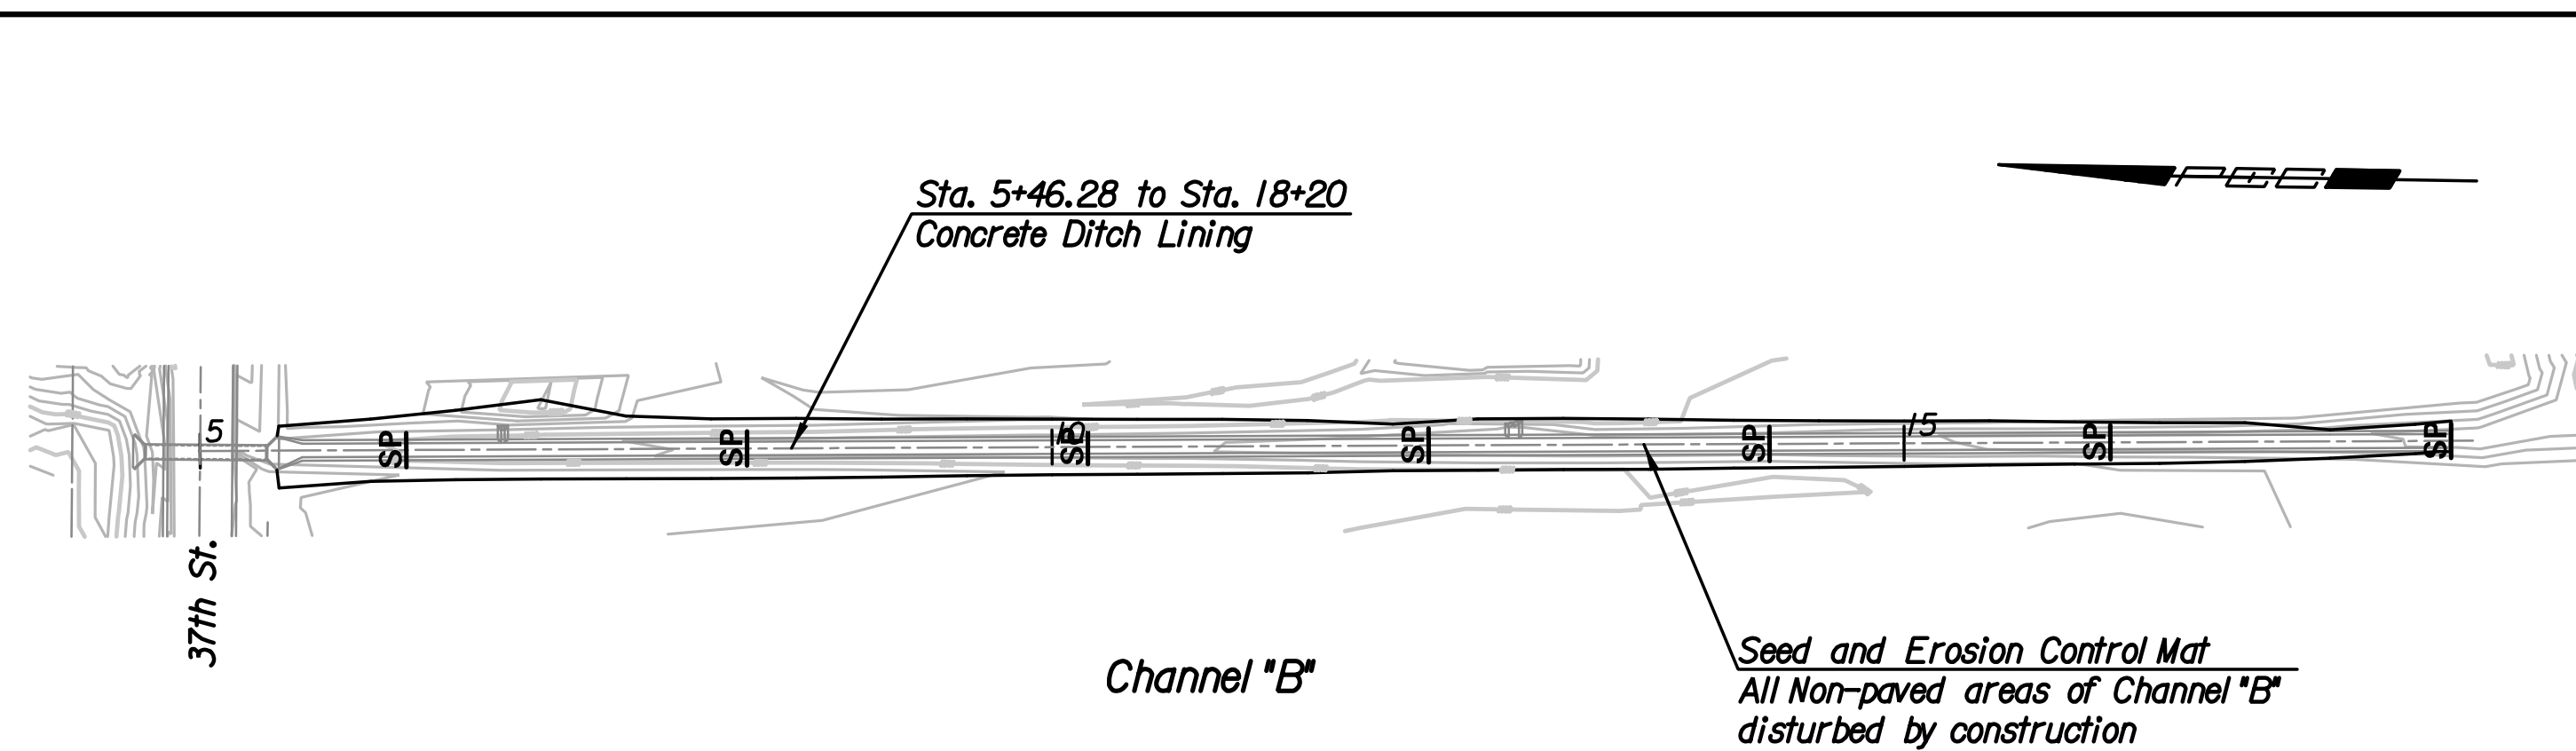 Sta. 5+46.28 to Sta. 18+20
Concrete Ditch Lining
5
10
15
SP
SP
SP
SP
SP
SP
SP
37th St.
Channel "B"
Seed and Erosion Control Mat
All Non-paved areas of Channel "B"
disturbed by construction